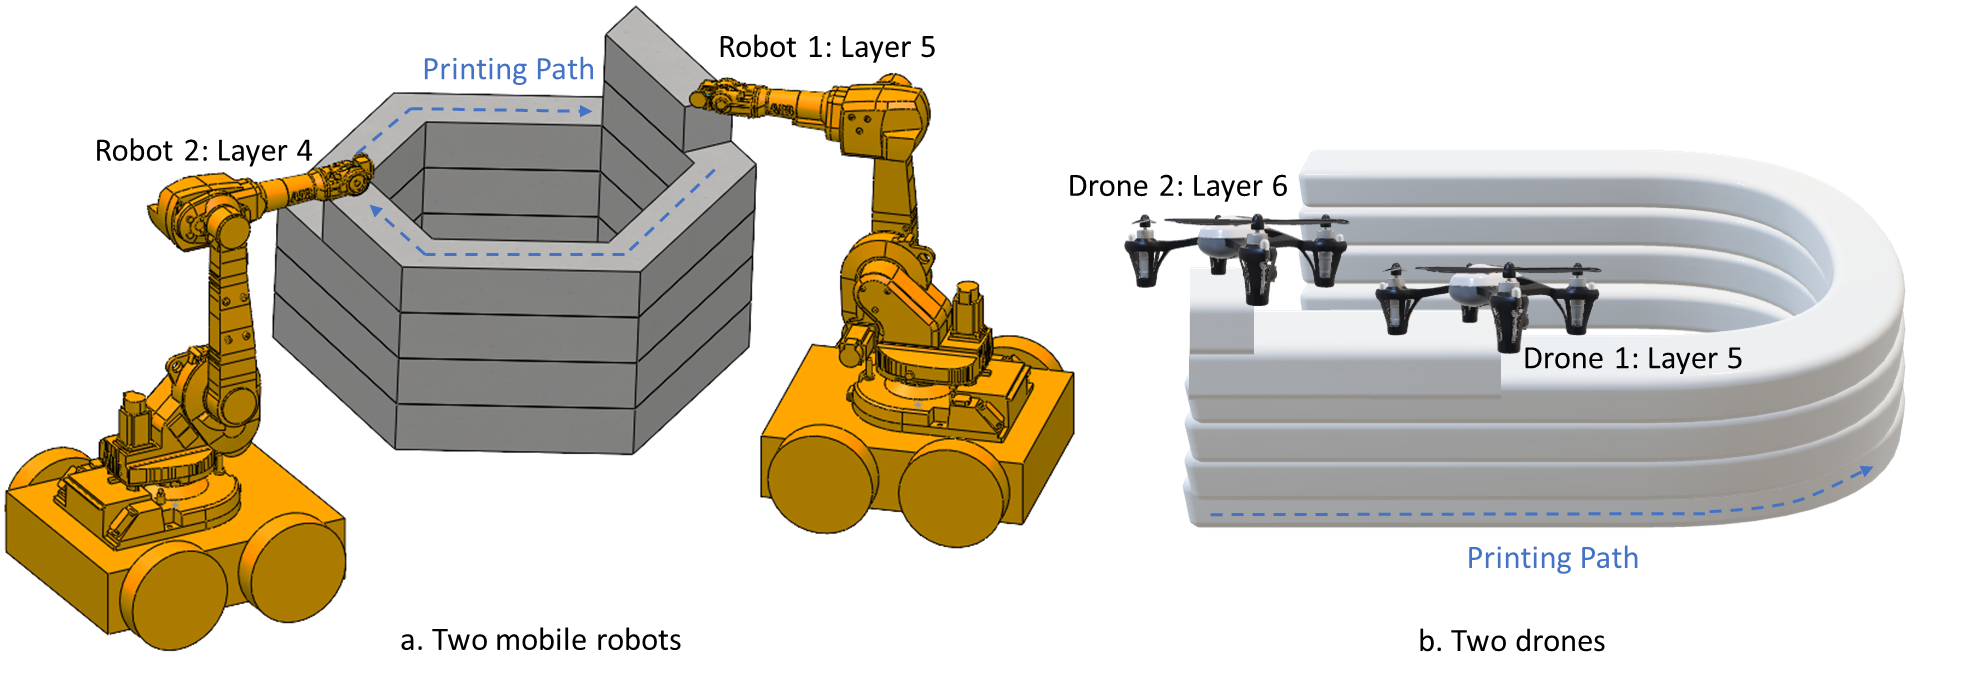 Printing Path
Robot 1: Layer 5
Robot 2: Layer 4
a. Two mobile robots
Drone 2: Layer 6
Drone 1: Layer 5
Printing Path
b. Two drones